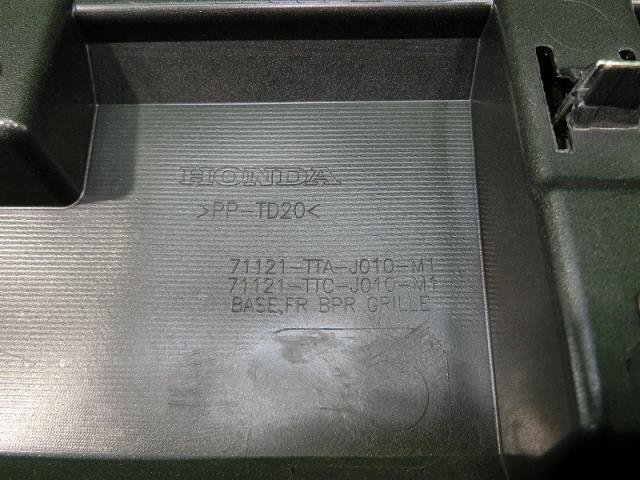 HONDA
>PP-TD20<
71121-TTA-J010-M1
71121-TTC-J010-M1
BASE,FR BPR GRILLE